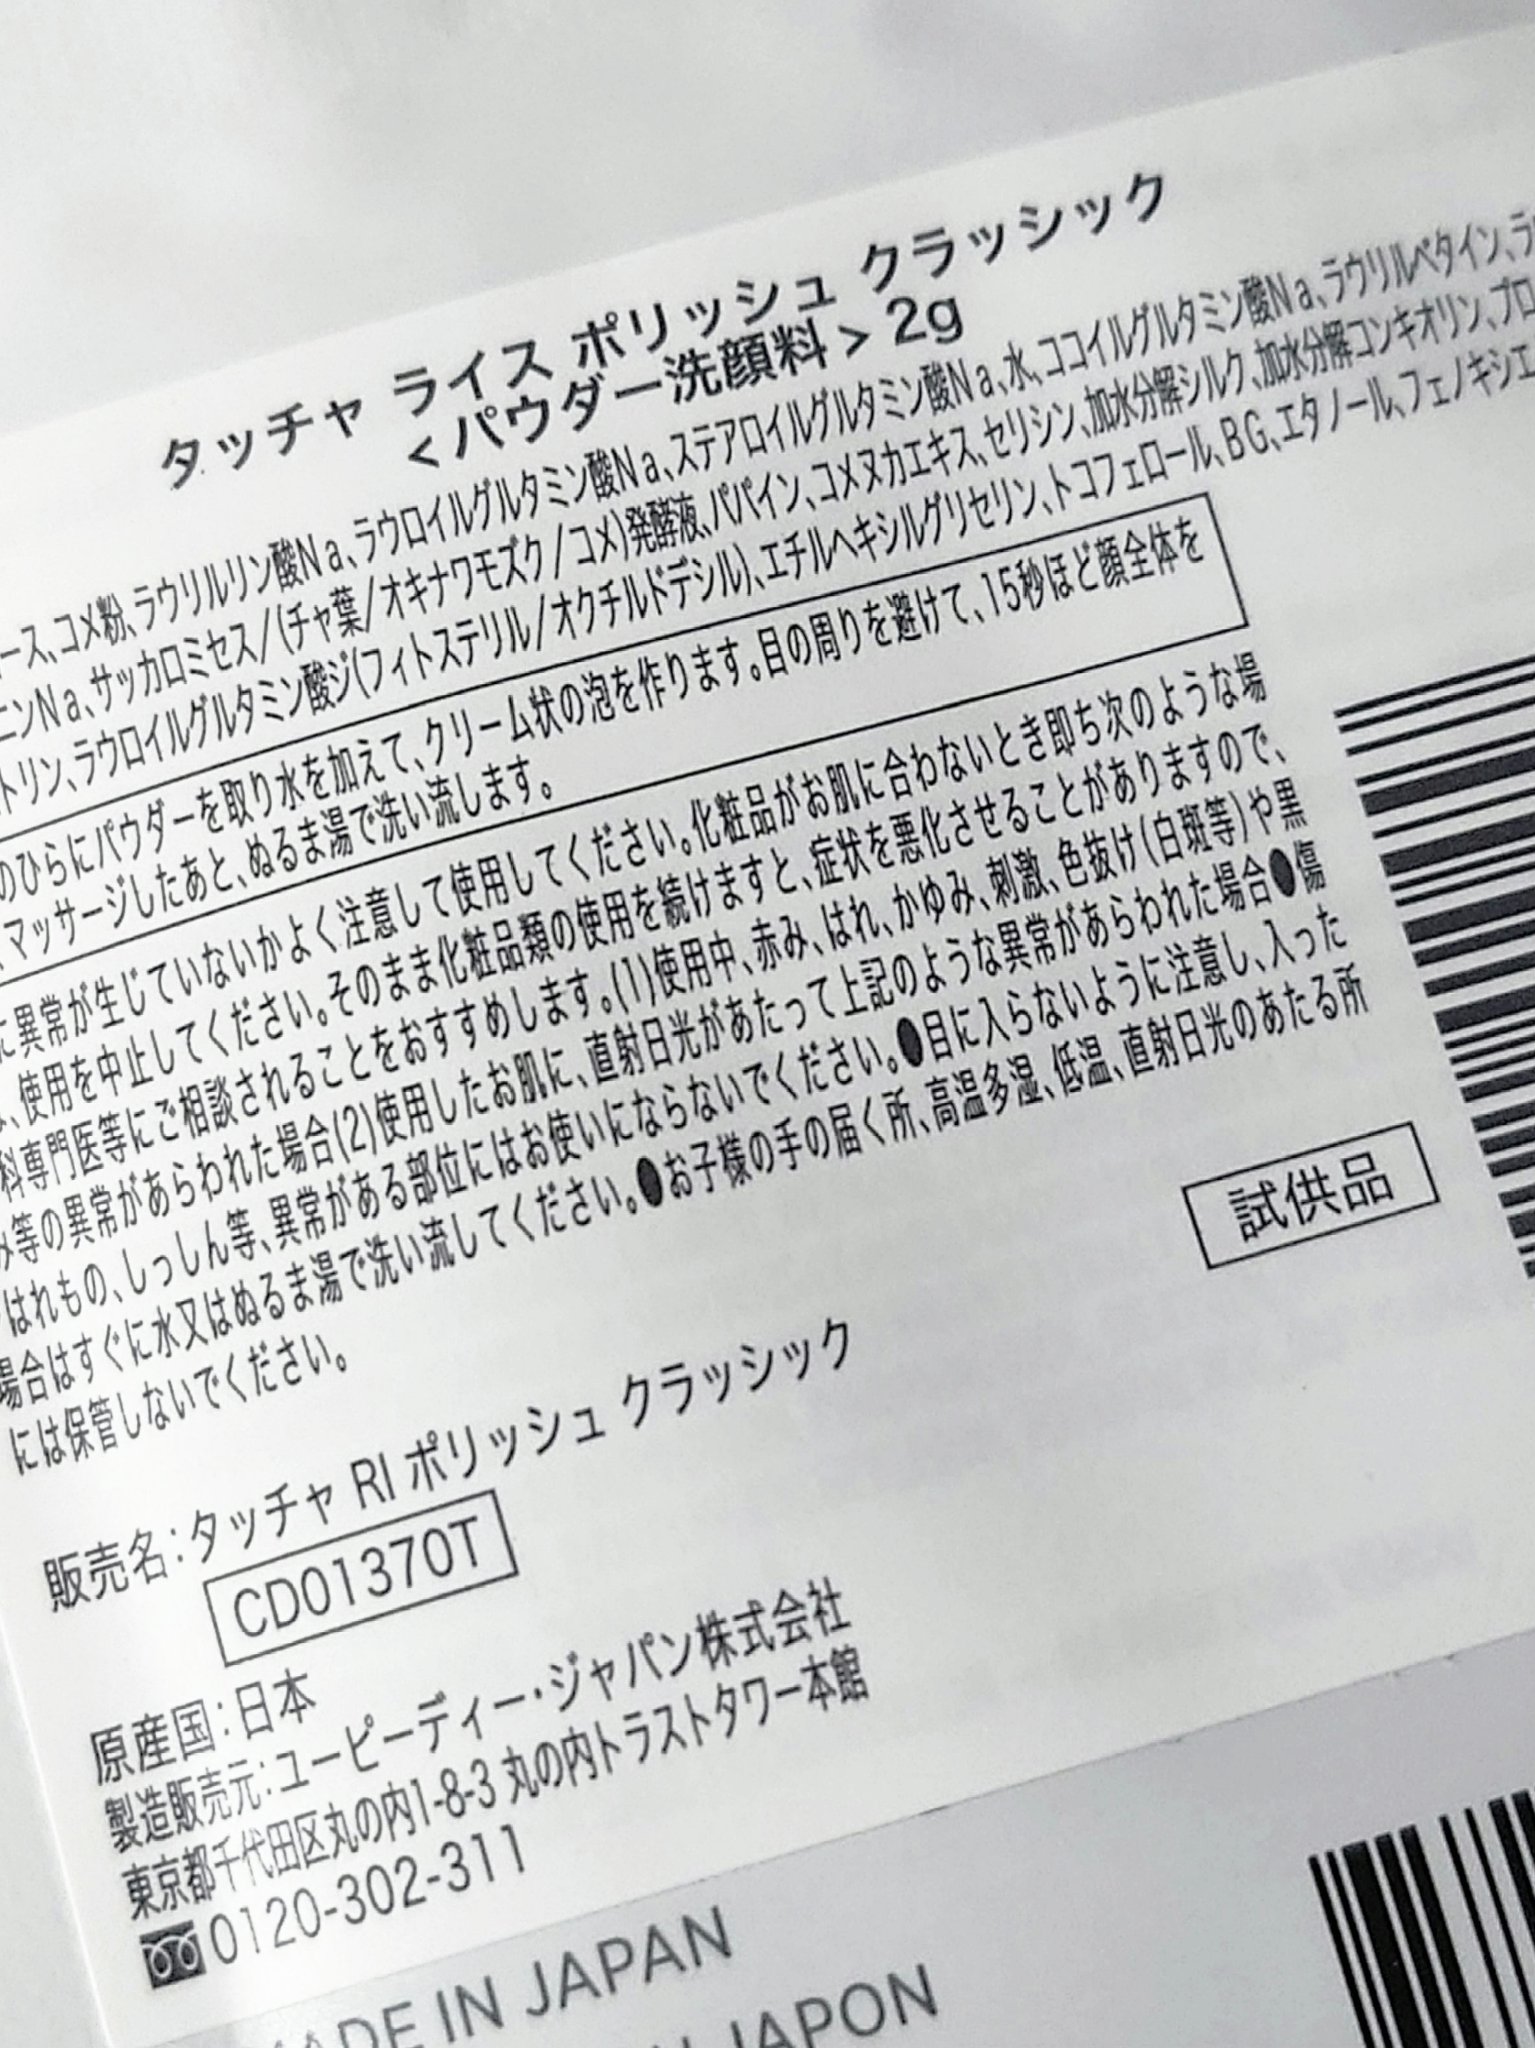 タッチャ ライス ポリッシュ クラッシック
<パウダー洗顔料> 2g
ース、コメ粉、ラウリルリン酸Na、ラウロイルグルタミン酸Na、ステアロイルグルタミン酸Na、水、ココイルグルタミン酸Na、ラウリルベタイン、
ニンNa、サッカロミセス/(チャ葉/オキナワモズク/コメ)発酵液、パパイン、コメヌカエキス、セリシン、加水分解シルク、加水分解コンキオリン、プロ
トリン、ラウロイルグルタミン酸ジ(フィトステリル/オクチルドデシル)、エチルヘキシルグリセリン、トコフェロール、BG、エタノール、フェノキシエ
のひらにパウダーを取り水を加えて、クリーム状の泡を作ります。目の周りを避けて、15秒ほど顔全体を
マッサージしたあと、ぬるま湯で洗い流します。
に異常が生じていないかよく注意して使用してください。化粧品がお肌に合わないとき即ち次のような場
、使用を中止してください。そのまま化粧品類の使用を続けますと、症状を悪化させることがありますので、
科専門医等にご相談されることをおすすめします。(1)使用中、赤み、はれ、かゆみ、刺激、色抜け(白斑等)や黒
み等の異常があらわれた場合(2)使用したお肌に、直射日光があたって上記のような異常があらわれた場合●傷
はれもの、しっしん等、異常がある部位にはお使いにならないでください。●目に入らないように注意し、入った
場合はすぐに水又はぬるま湯で洗い流してください。●お子様の手の届く所、高温多湿、低温、直射日光のあたる所
には保管しないでください。
試供品
販売名:タッチャ RI ポリッシュ クラッシック
CD01370T
原産国:日本
製造販売元:ユーピーディー・ジャパン株式会社
東京都千代田区丸の内1-8-3 丸の内トラストタワー本館
0120-302-311
MADE IN JAPAN
JAPON